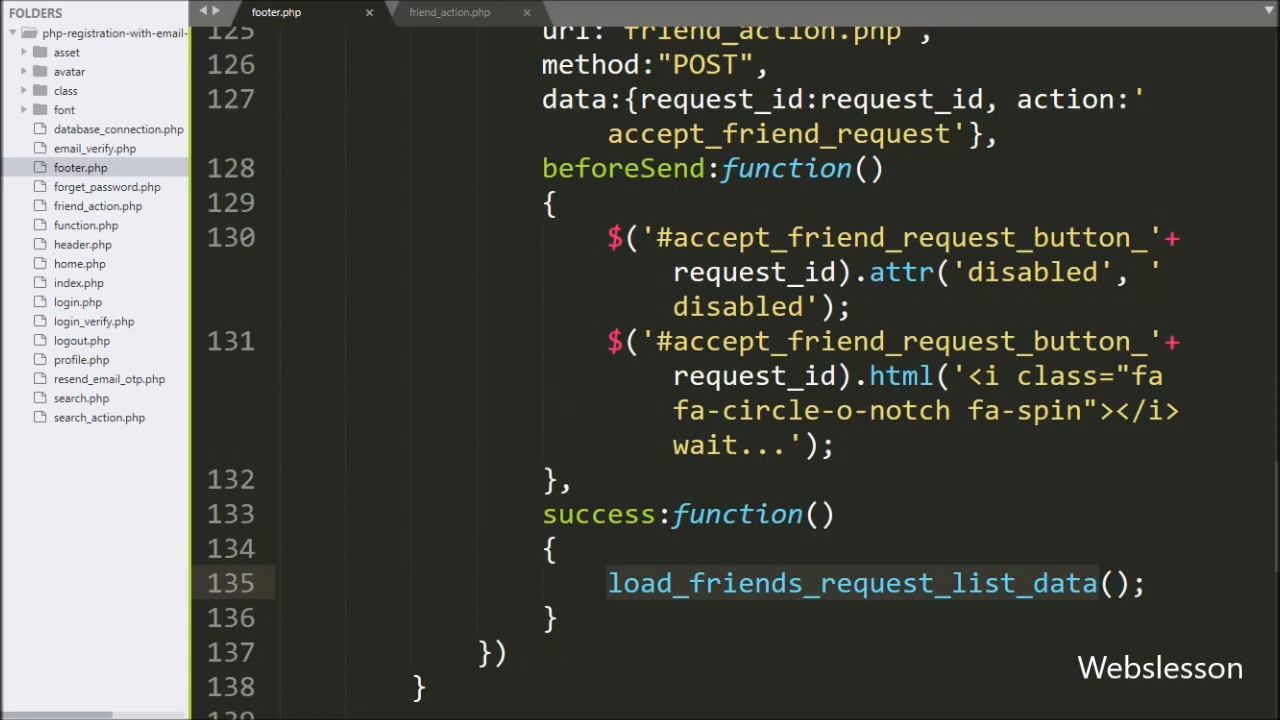 FOLDERS
php-registration-with-email-
asset
avatar
class
font
database_connection.php
email_verify.php
footer.php
forget_password.php
friend_action.php
function.php
header.php
home.php
index.php
login.php
login_verify.php
logout.php
profile.php
resend_email_otp.php
search.php
search_action.php
footer.php ×
friend_action.php ×
125 url:"friend_action.php",
126 method:"POST",
127 data:{request_id:request_id, action:'
accept_friend_request'},
128 beforeSend:function()
129 {
130 $('#accept_friend_request_button_'+
request_id).attr('disabled', '
disabled');
131 $('#accept_friend_request_button_'+
request_id).html('<i class="fa
fa-circle-o-notch fa-spin"></i>
wait...');
132 },
133 success:function()
134 {
135 load_friends_request_list_data();
136 }
137 })
138 }
139
Webslesson